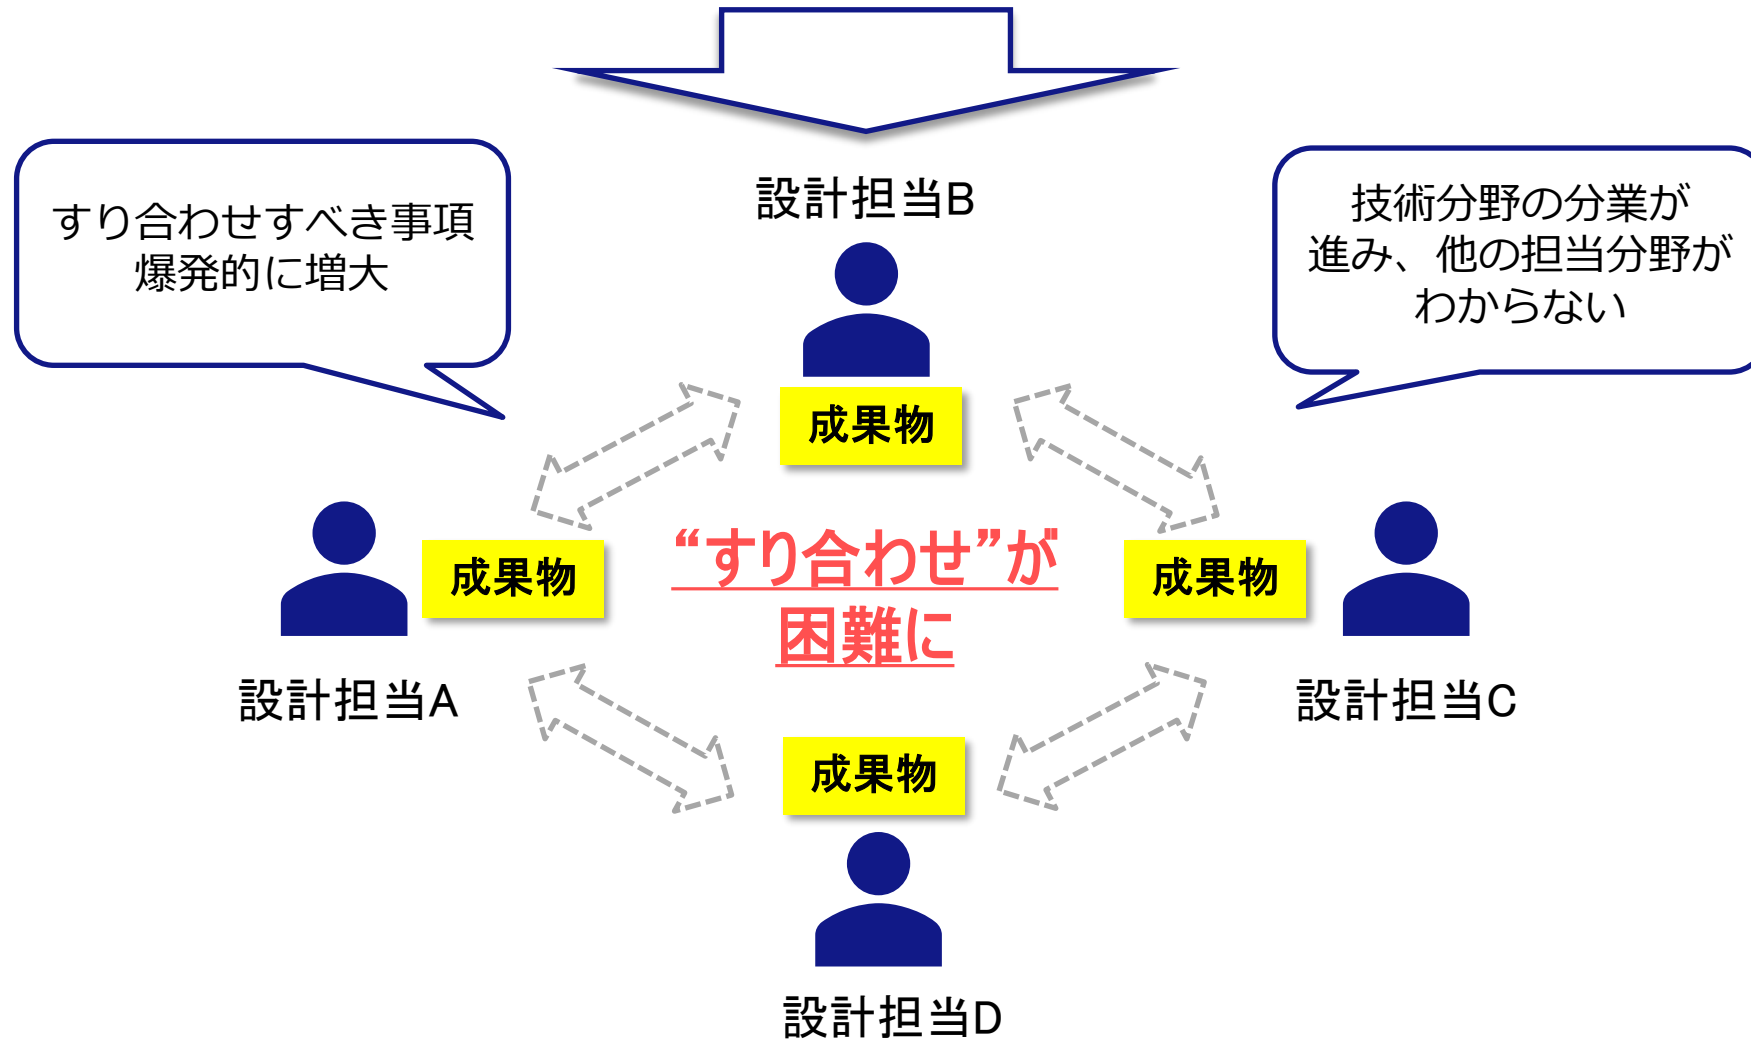 設計担当B
すり合わせすべき事項
爆発的に増大
技術分野の分業が
進み、他の担当分野が
わからない
成果物
成果物
“すり合わせ”が
困難に
成果物
設計担当A
設計担当C
成果物
設計担当D